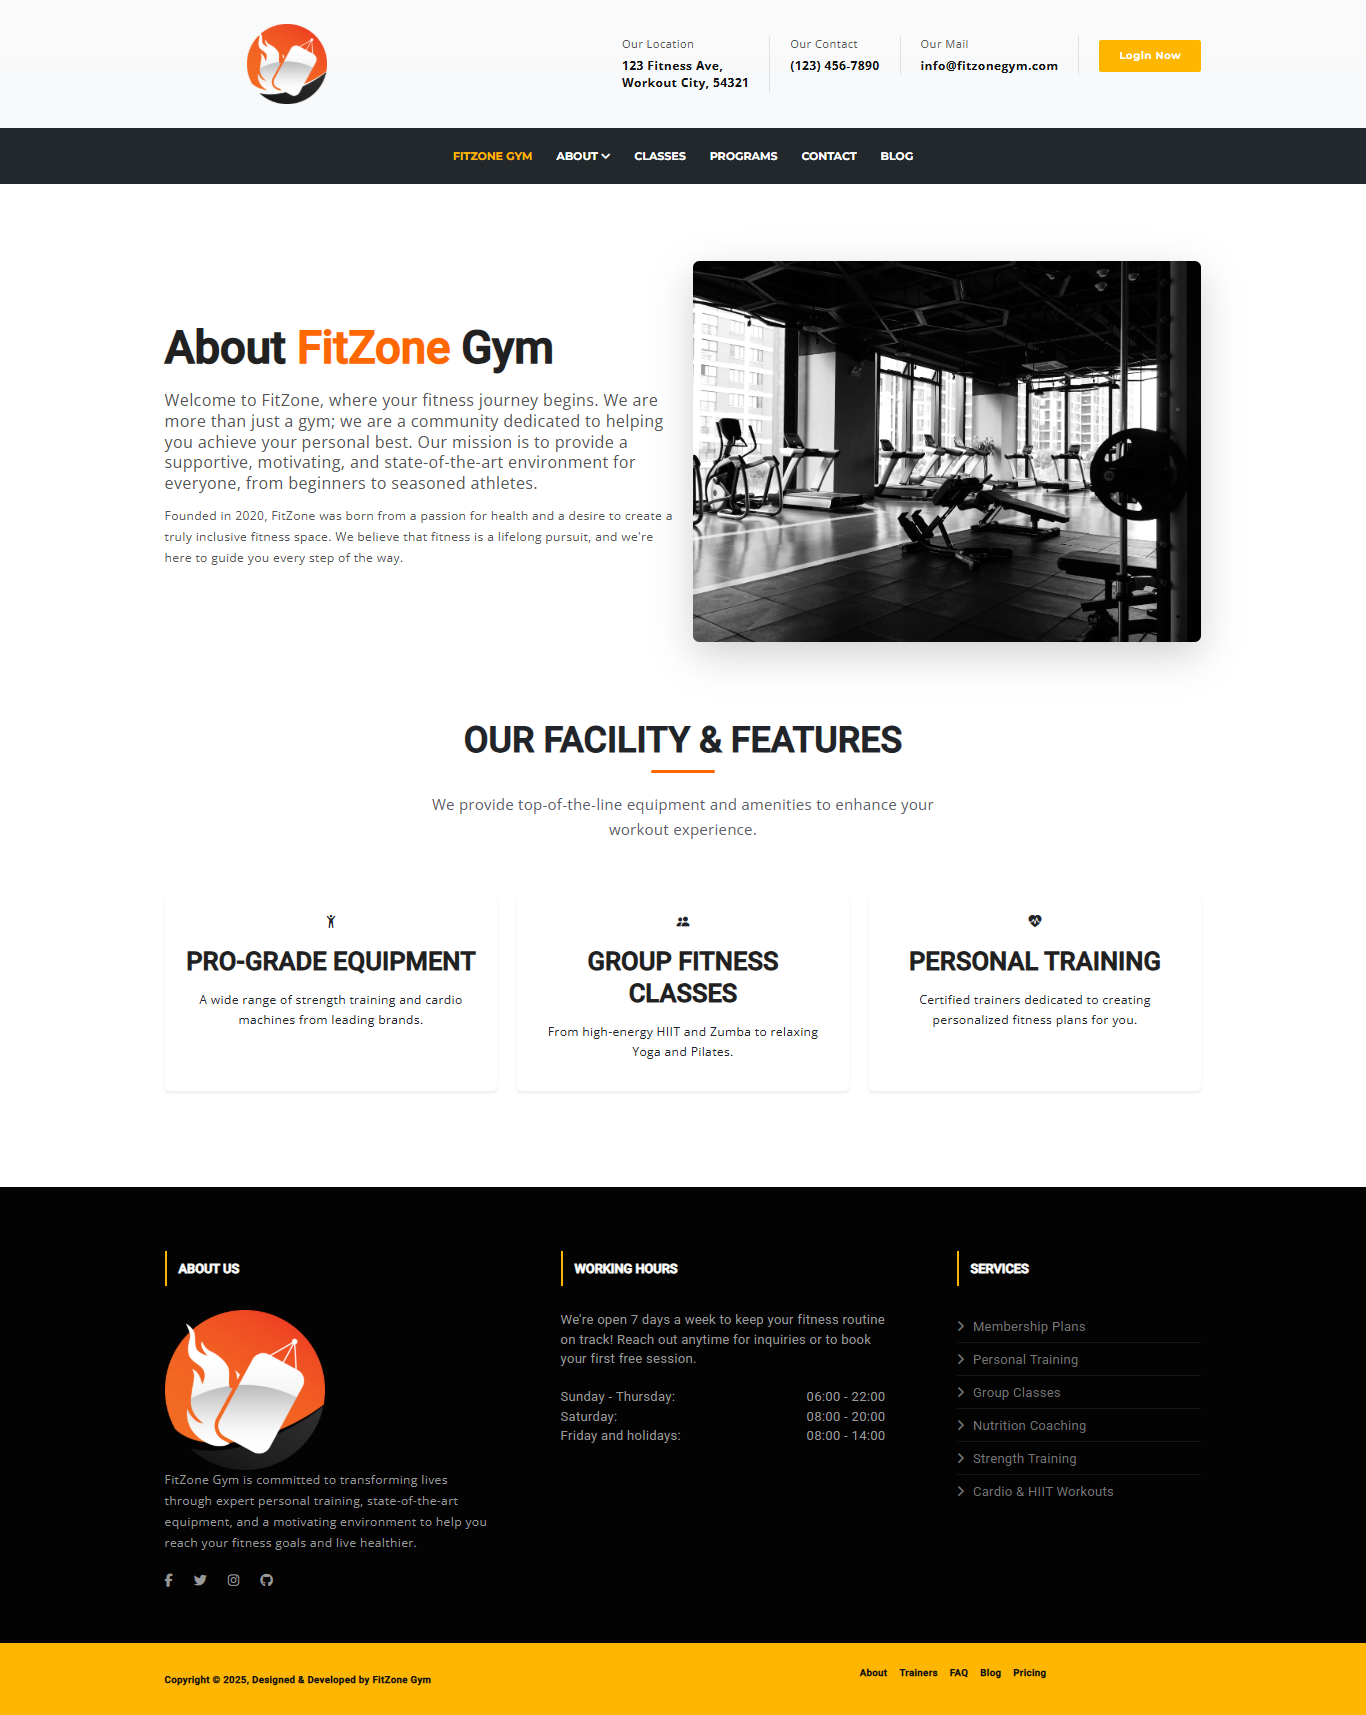 Our Location
123 Fitness Ave,
Workout City, 54321
Our Contact
(123) 456-7890
Our Mail
info@fitzonegym.com
Login Now
FITZONE GYM ABOUT CLASSES PROGRAMS CONTACT BLOG
About FitZone Gym
Welcome to FitZone, where your fitness journey begins. We are
more than just a gym; we are a community dedicated to helping
you achieve your personal best. Our mission is to provide a
supportive, motivating, and state-of-the-art environment for
everyone, from beginners to seasoned athletes.
Founded in 2020, FitZone was born from a passion for health and a desire to create a
truly inclusive fitness space. We believe that fitness is a lifelong pursuit, and we're
here to guide you every step of the way.
OUR FACILITY & FEATURES
We provide top-of-the-line equipment and amenities to enhance your
workout experience.
PRO-GRADE EQUIPMENT
A wide range of strength training and cardio
machines from leading brands.
GROUP FITNESS
CLASSES
From high-energy HIIT and Zumba to relaxing
Yoga and Pilates.
PERSONAL TRAINING
Certified trainers dedicated to creating
personalized fitness plans for you.
ABOUT US
FitZone Gym is committed to transforming lives
through expert personal training, state-of-the-art
equipment, and a motivating environment to help you
reach your fitness goals and live healthier.
WORKING HOURS
We're open 7 days a week to keep your fitness routine
on track! Reach out anytime for inquiries or to book
your first free session.
Sunday - Thursday: 06:00 - 22:00
Saturday: 08:00 - 20:00
Friday and holidays: 08:00 - 14:00
SERVICES
Membership Plans
Personal Training
Group Classes
Nutrition Coaching
Strength Training
Cardio & HIIT Workouts
Copyright © 2025, Designed & Developed by FitZone Gym
About Trainers FAQ Blog Pricing